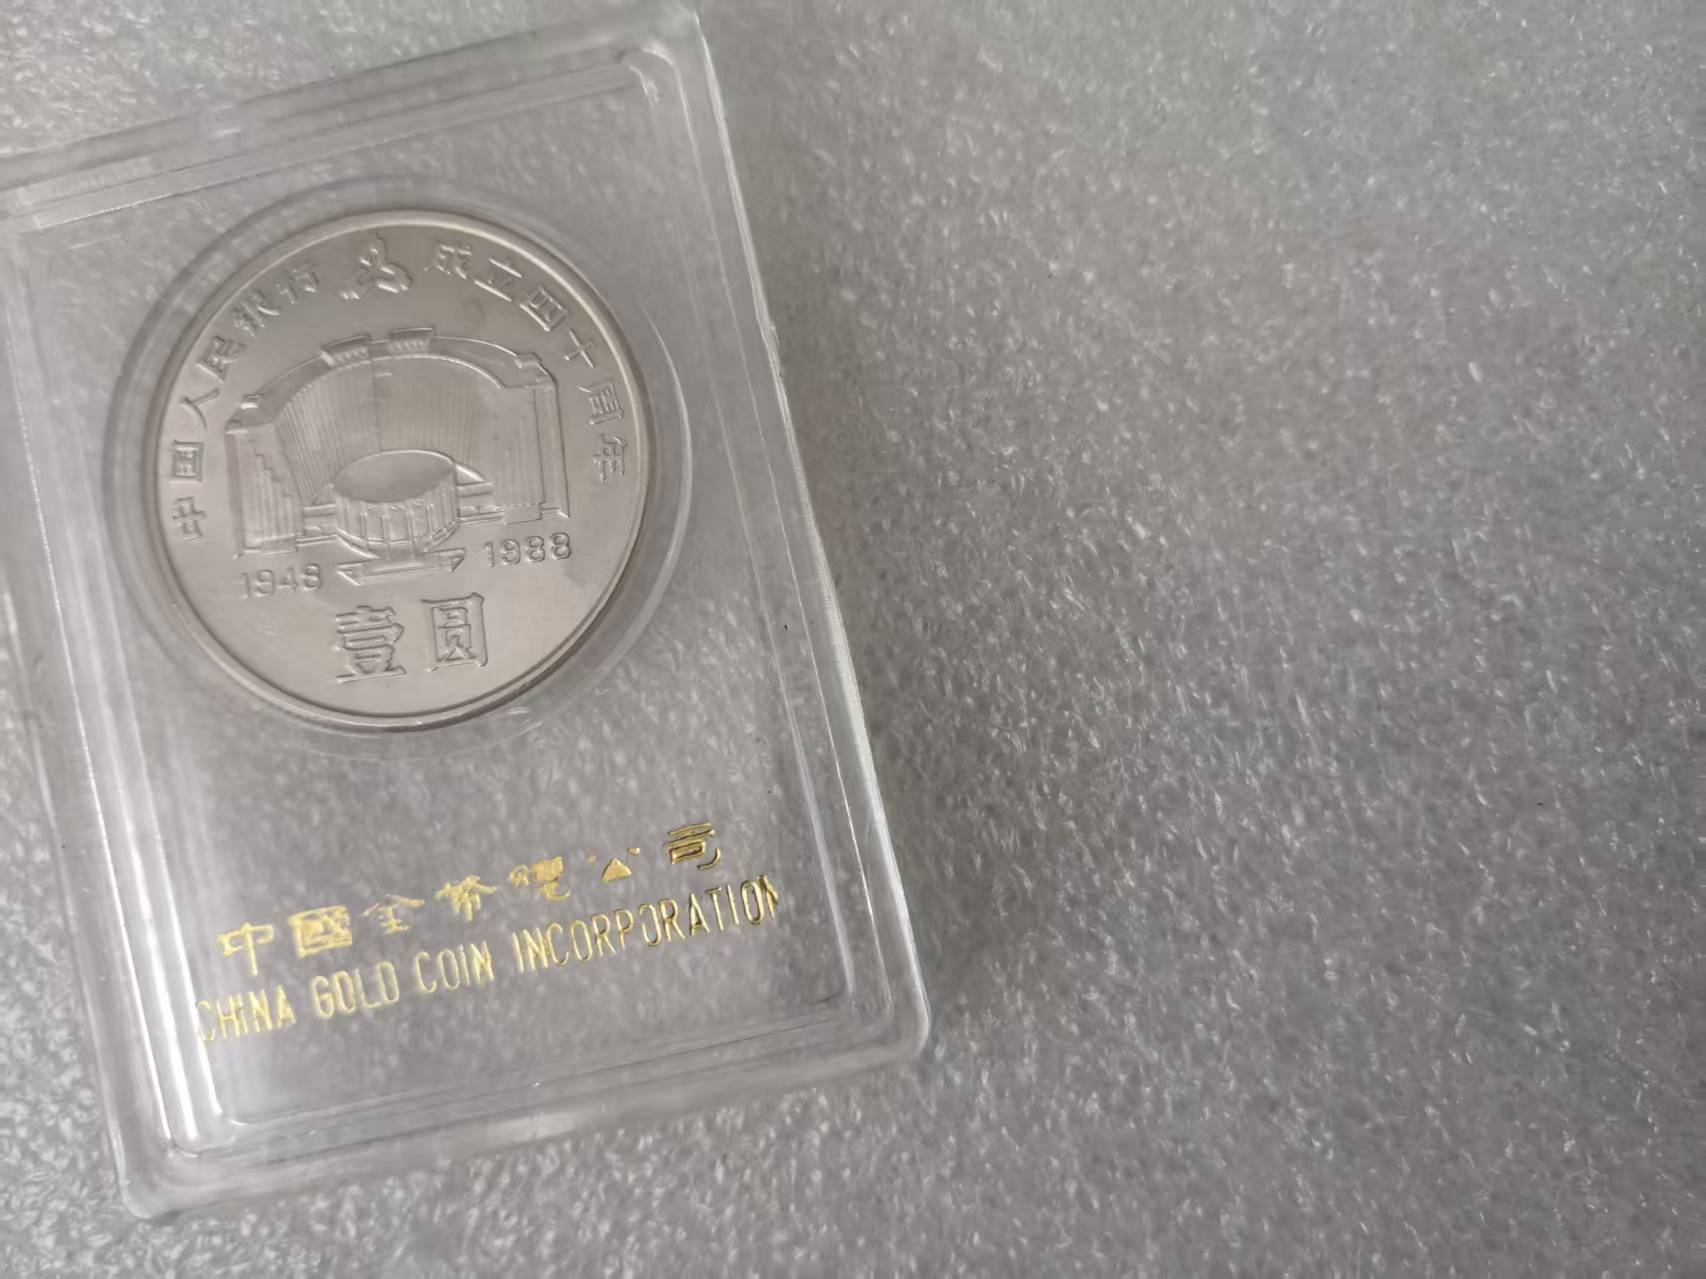 中国人民银行成立四十周年
1948 1988
壹圆
中國金幣總公司
CHINA GOLD COIN INCORPORATION